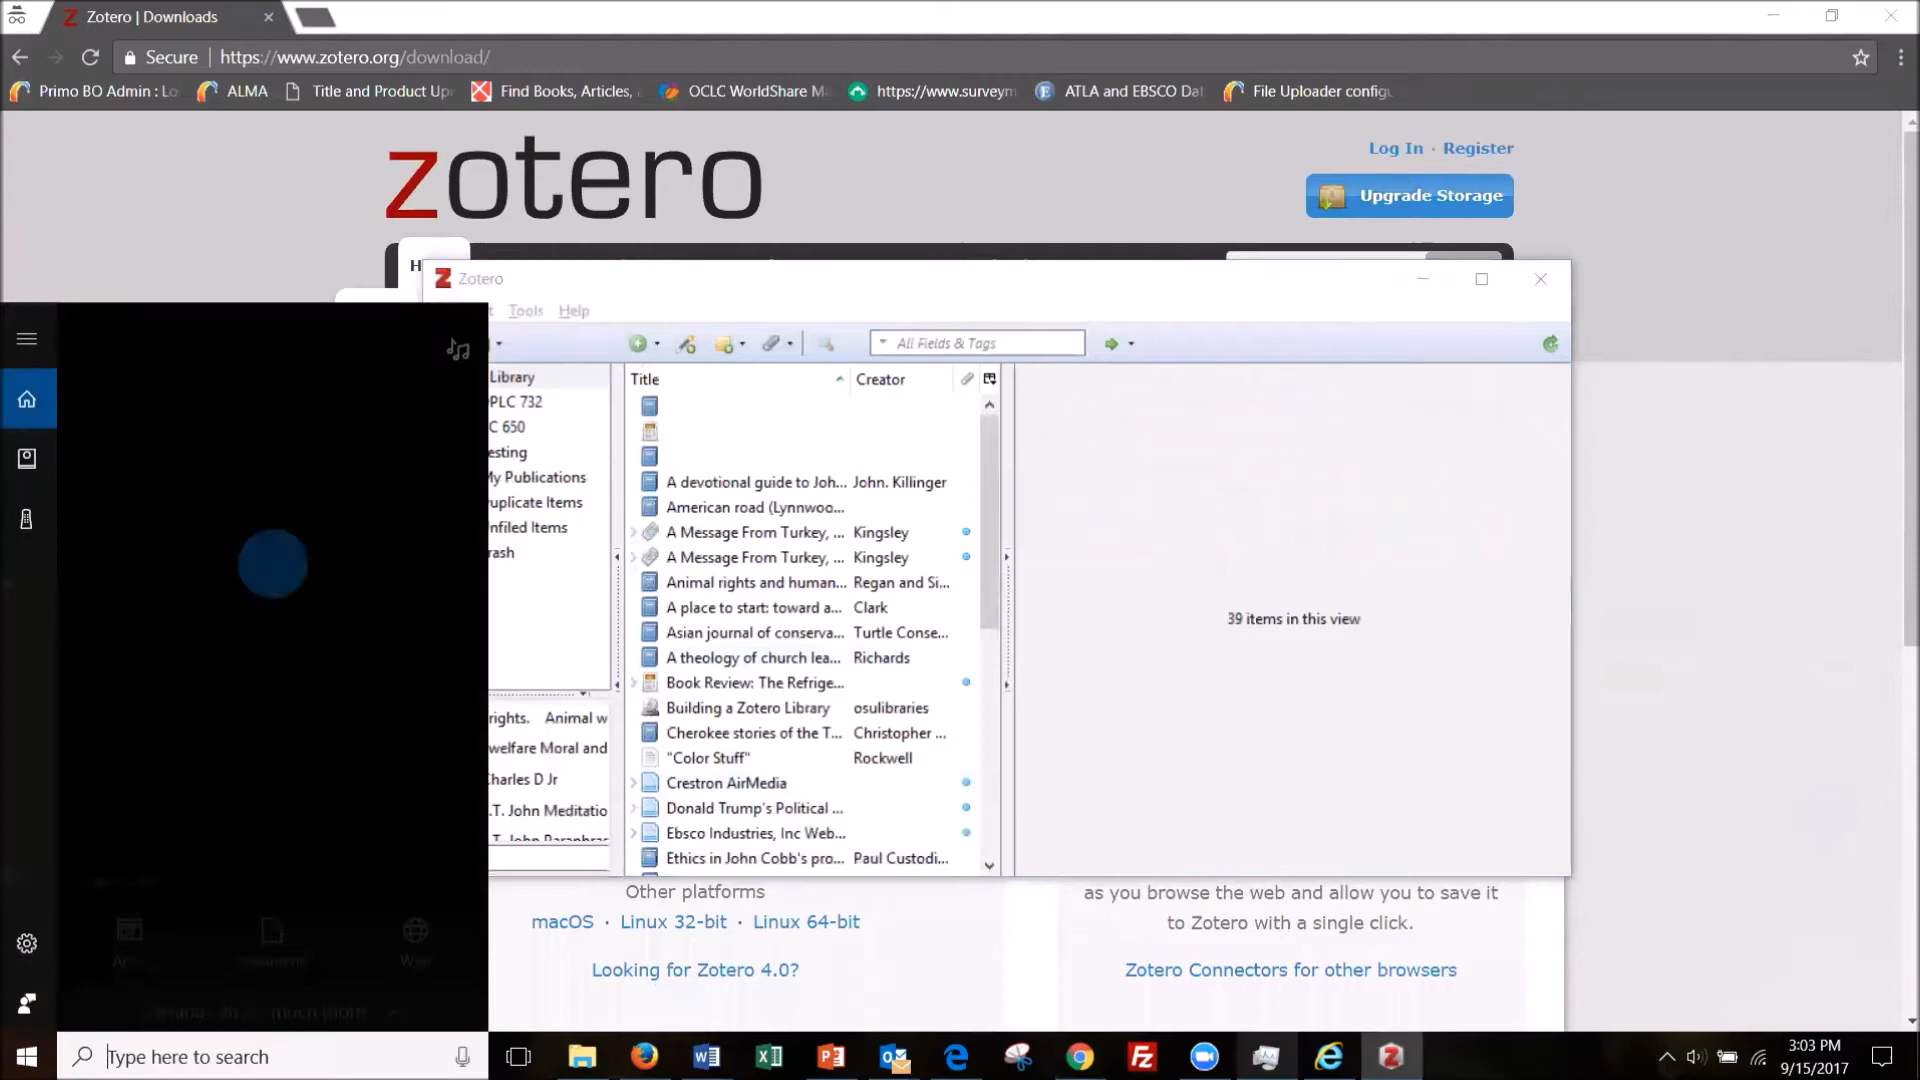 Zotero | Downloads
Secure https://www.zotero.org/download/
Primo BO Admin : Lo ALMA Title and Product Up Find Books, Articles, OCLC WorldShare Ma https://www.surveym ATLA and EBSCO Dat File Uploader config
zotero
Log In · Register
Upgrade Storage
H
Zotero
t Tools Help
All Fields & Tags
Library
PLC 732
C 650
esting
My Publications
uplicate Items
nfiled Items
rash
rights. Animal w
welfare Moral and
Charles D Jr
.T. John Meditatio
T. John Paraphras
Title Creator
A devotional guide to Joh... John. Killinger
American road (Lynnwoo...
A Message From Turkey, ... Kingsley
A Message From Turkey, ... Kingsley
Animal rights and human... Regan and Si...
A place to start: toward a... Clark
Asian journal of conserva... Turtle Conse...
A theology of church lea... Richards
Book Review: The Refrige...
Building a Zotero Library osulibraries
Cherokee stories of the T... Christopher ...
"Color Stuff" Rockwell
Crestron AirMedia
Donald Trump's Political ...
Ebsco Industries, Inc Web...
Ethics in John Cobb's pro... Paul Custodi...
39 items in this view
Other platforms
macOS · Linux 32-bit · Linux 64-bit
Looking for Zotero 4.0?
as you browse the web and allow you to save it
to Zotero with a single click.
Zotero Connectors for other browsers
Type here to search
3:03 PM
9/15/2017